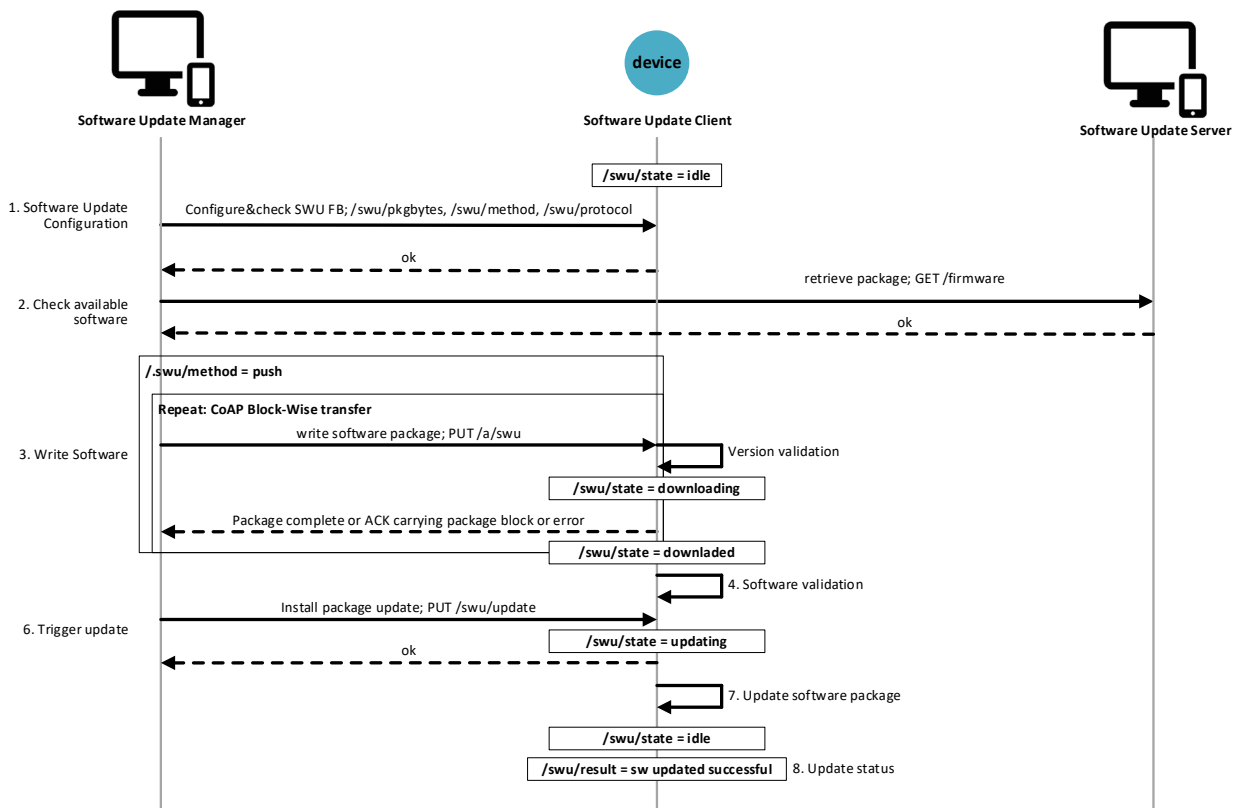 device
Software Update Manager
Software Update Client
Software Update Server
/swu/state = idle
1. Software Update
Configuration
Configure&check SWU FB; /swu/pkgbytes, /swu/method, /swu/protocol
ok
retrieve package; GET /firmware
2. Check available
software
ok
/.swu/method = push
Repeat: CoAP Block-Wise transfer
write software package; PUT /a/swu
3. Write Software
Version validation
/swu/state = downloading
Package complete or ACK carrying package block or error
/swu/state = downladed
4. Software validation
Install package update; PUT /swu/update
6. Trigger update
/swu/state = updating
ok
7. Update software package
/swu/state = idle
/swu/result = sw updated successful
8. Update status